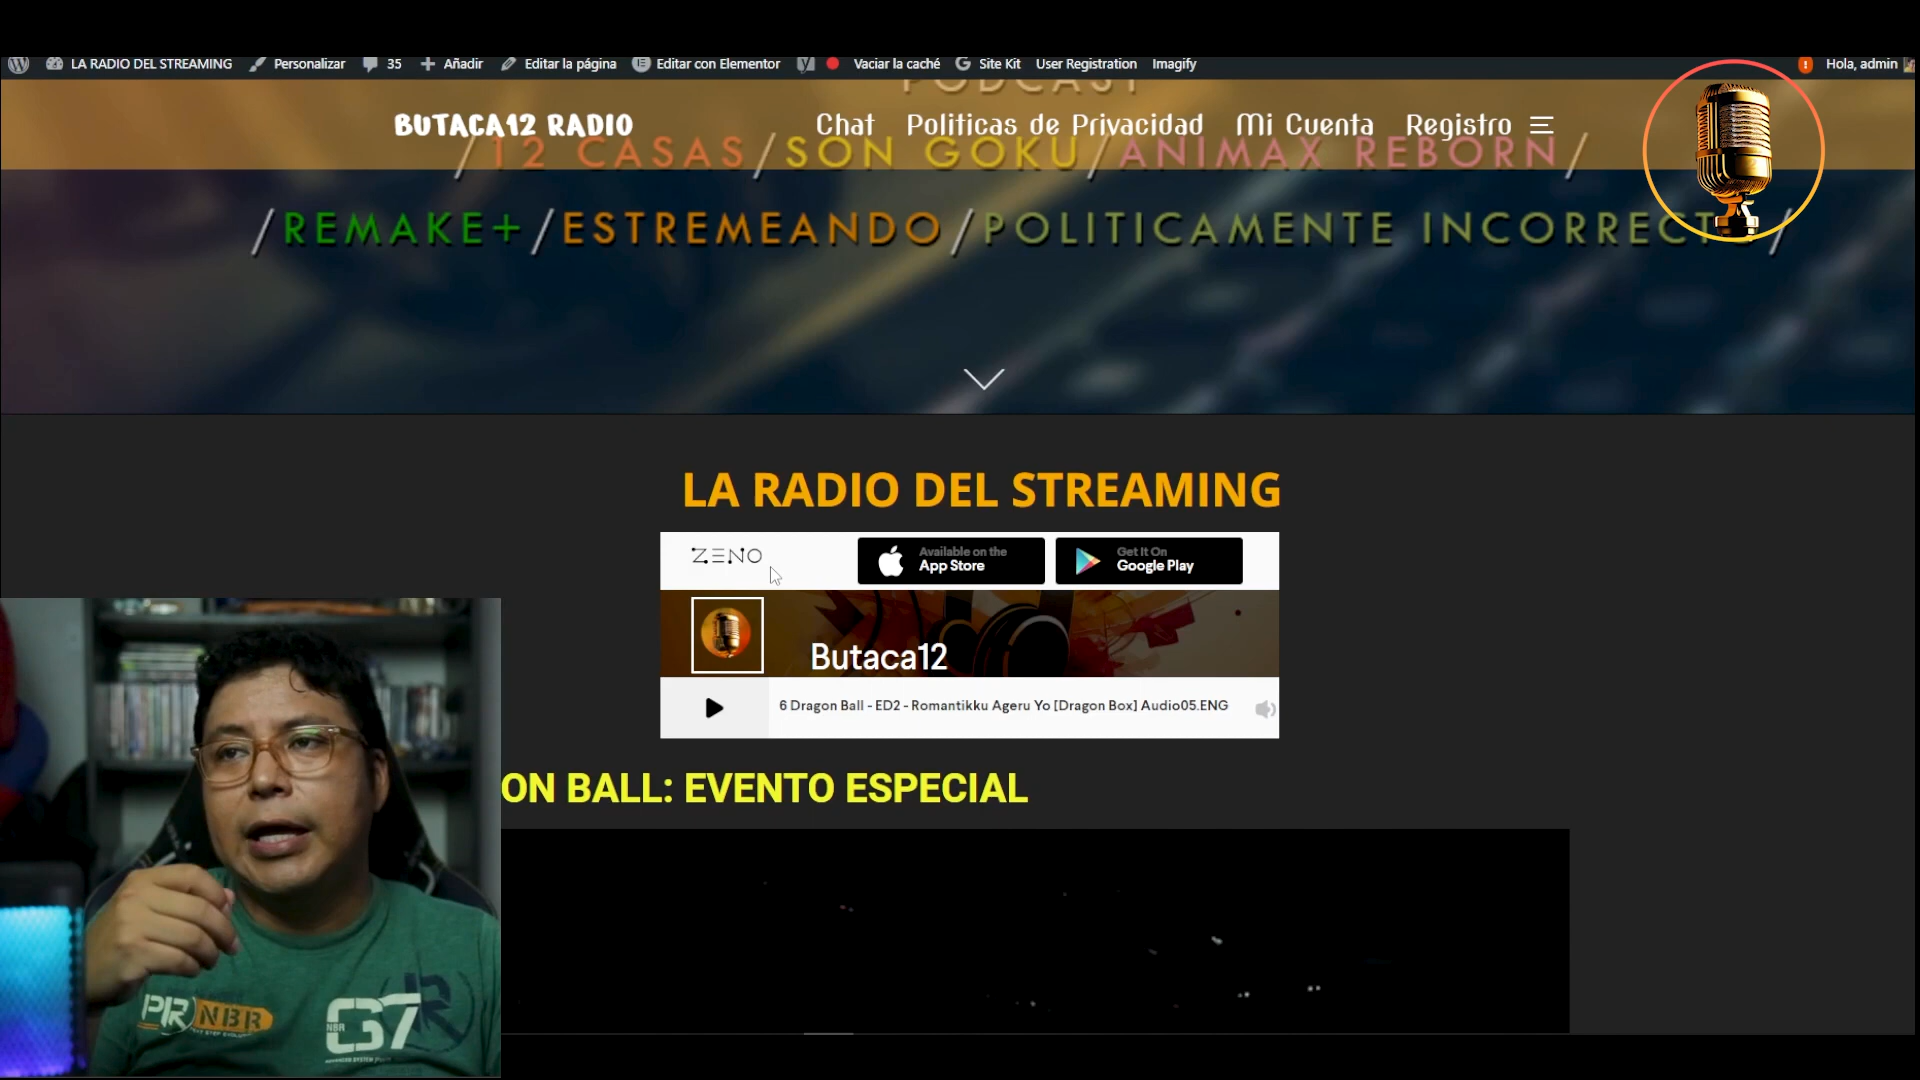 LA RADIO DEL STREAMING Personalizar 35 Añadir Editar la página Editar con Elementor Vaciar la caché Site Kit User Registration Imagify Hola, admin
PODCAST
BUTACA12 RADIO Chat Politicas de Privacidad Mi Cuenta Registro
/12 CASAS/SON GOKU/ANIMAX REBORN/
/REMAKE+/ESTREMEANDO/POLITICAMENTE INCORRECT /
LA RADIO DEL STREAMING
ZENO
Available on the
App Store
Get It On
Google Play
Butaca12
6 Dragon Ball - ED2 - Romantikku Ageru Yo [Dragon Box] Audio05.ENG
ON BALL: EVENTO ESPECIAL
PR NBR
NBR G7